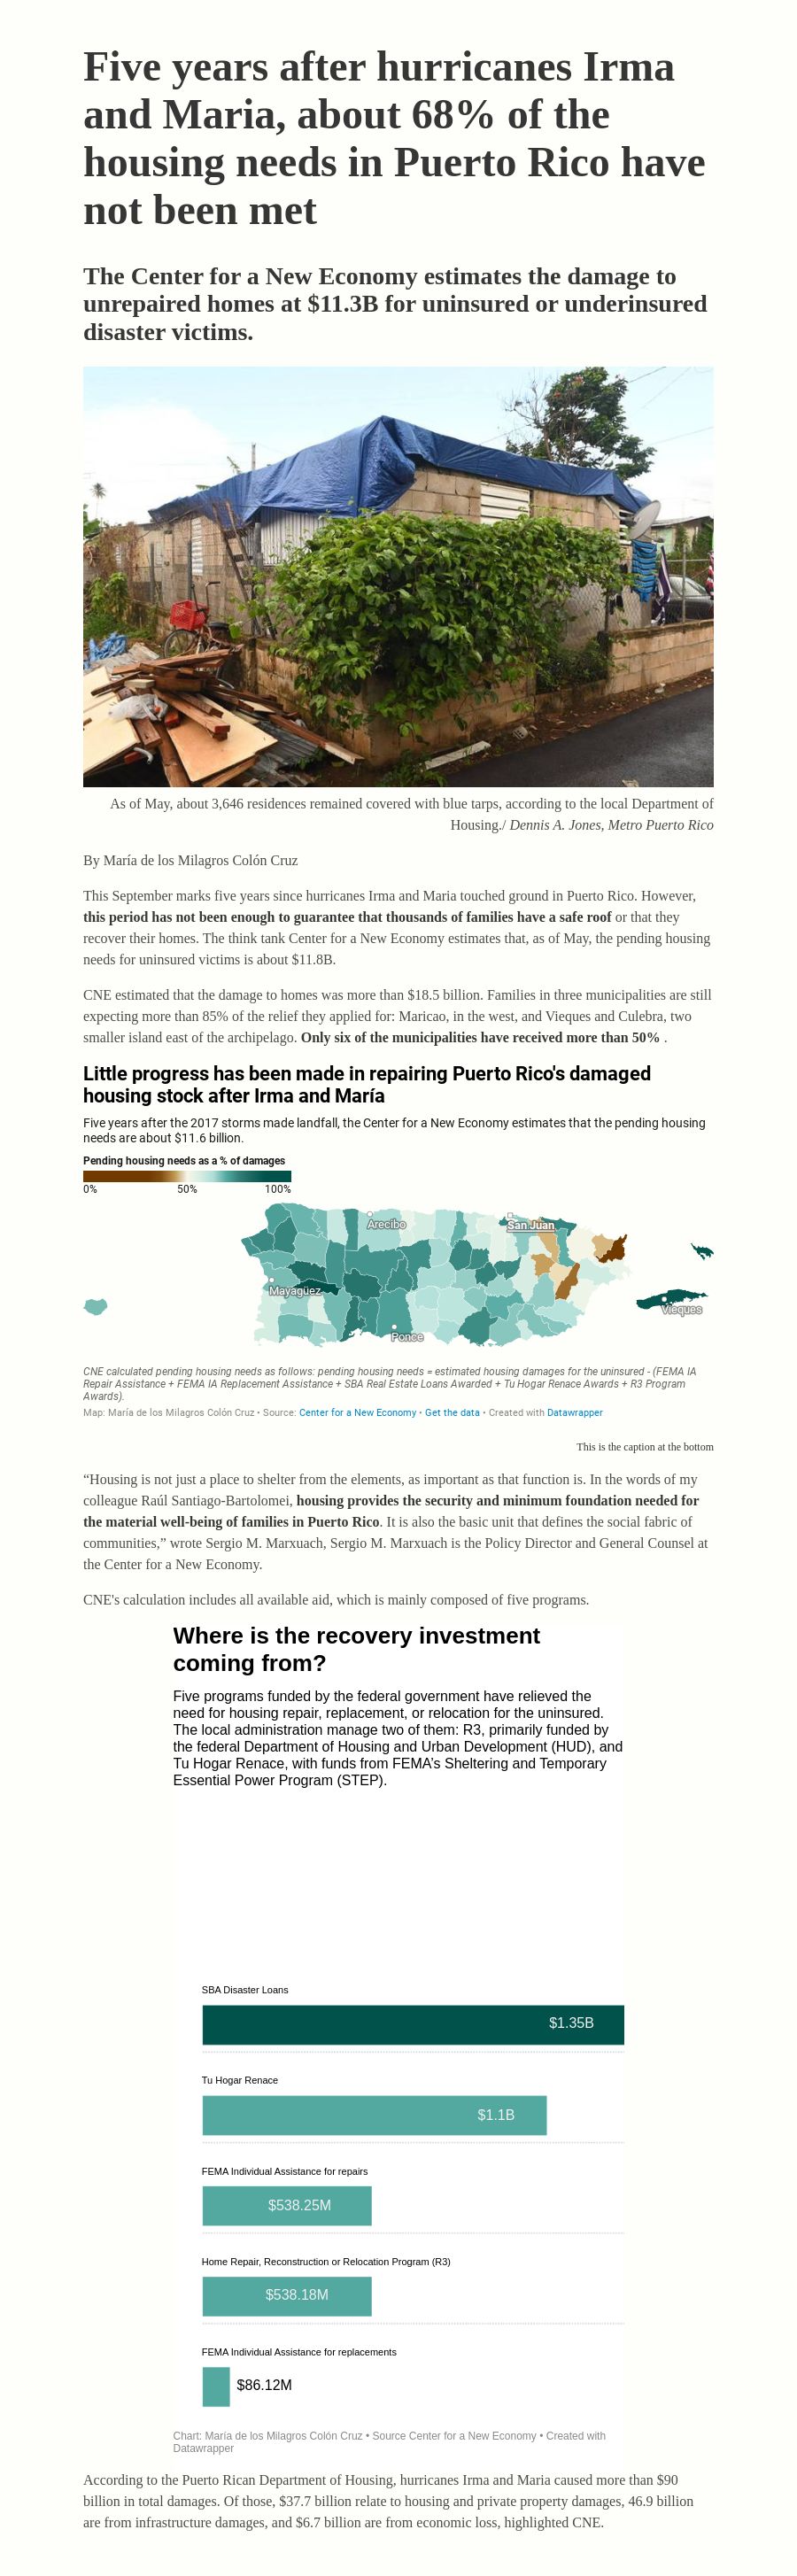 Five years after hurricanes Irma
and Maria, about 68% of the
housing needs in Puerto Rico have
not been met
The Center for a New Economy estimates the damage to
unrepaired homes at $11.3B for uninsured or underinsured
disaster victims.
As of May, about 3,646 residences remained covered with blue tarps, according to the local Department of
Housing./ Dennis A. Jones, Metro Puerto Rico
By María de los Milagros Colón Cruz
This September marks five years since hurricanes Irma and Maria touched ground in Puerto Rico. However,
this period has not been enough to guarantee that thousands of families have a safe roof or that they
recover their homes. The think tank Center for a New Economy estimates that, as of May, the pending housing
needs for uninsured victims is about $11.8B.
CNE estimated that the damage to homes was more than $18.5 billion. Families in three municipalities are still
expecting more than 85% of the relief they applied for: Maricao, in the west, and Vieques and Culebra, two
smaller island east of the archipelago. Only six of the municipalities have received more than 50% .
Little progress has been made in repairing Puerto Rico's damaged
housing stock after Irma and María
Five years after the 2017 storms made landfall, the Center for a New Economy estimates that the pending housing
needs are about $11.6 billion.
Pending housing needs as a % of damages
0% 50% 100%
Arecibo
San Juan
Mayagüez
Vieques
Ponce
CNE calculated pending housing needs as follows: pending housing needs = estimated housing damages for the uninsured - (FEMA IA
Repair Assistance + FEMA IA Replacement Assistance + SBA Real Estate Loans Awarded + Tu Hogar Renace Awards + R3 Program
Awards).
Map: María de los Milagros Colón Cruz • Source: Center for a New Economy • Get the data • Created with Datawrapper
This is the caption at the bottom
“Housing is not just a place to shelter from the elements, as important as that function is. In the words of my
colleague Raúl Santiago-Bartolomei, housing provides the security and minimum foundation needed for
the material well-being of families in Puerto Rico. It is also the basic unit that defines the social fabric of
communities,” wrote Sergio M. Marxuach, Sergio M. Marxuach is the Policy Director and General Counsel at
the Center for a New Economy.
CNE's calculation includes all available aid, which is mainly composed of five programs.
Where is the recovery investment
coming from?
Five programs funded by the federal government have relieved the
need for housing repair, replacement, or relocation for the uninsured.
The local administration manage two of them: R3, primarily funded by
the federal Department of Housing and Urban Development (HUD), and
Tu Hogar Renace, with funds from FEMA’s Sheltering and Temporary
Essential Power Program (STEP).
SBA Disaster Loans
$1.35B
Tu Hogar Renace
$1.1B
FEMA Individual Assistance for repairs
$538.25M
Home Repair, Reconstruction or Relocation Program (R3)
$538.18M
FEMA Individual Assistance for replacements
$86.12M
Chart: María de los Milagros Colón Cruz • Source Center for a New Economy • Created with
Datawrapper
According to the Puerto Rican Department of Housing, hurricanes Irma and Maria caused more than $90
billion in total damages. Of those, $37.7 billion relate to housing and private property damages, 46.9 billion
are from infrastructure damages, and $6.7 billion are from economic loss, highlighted CNE.